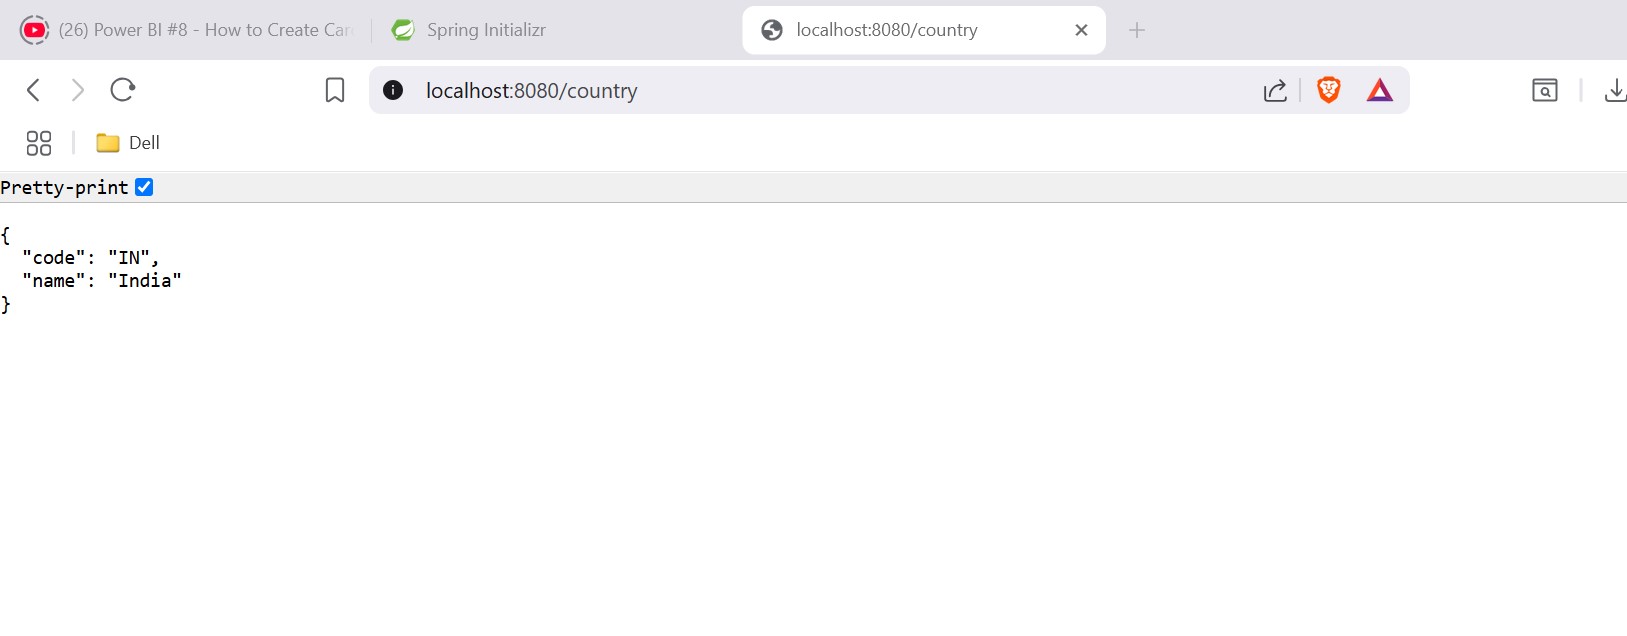 (26) Power BI #8 - How to Create Car
Spring Initializr
localhost:8080/country
localhost:8080/country
Dell
Pretty-print
{
"code": "IN",
"name": "India"
}